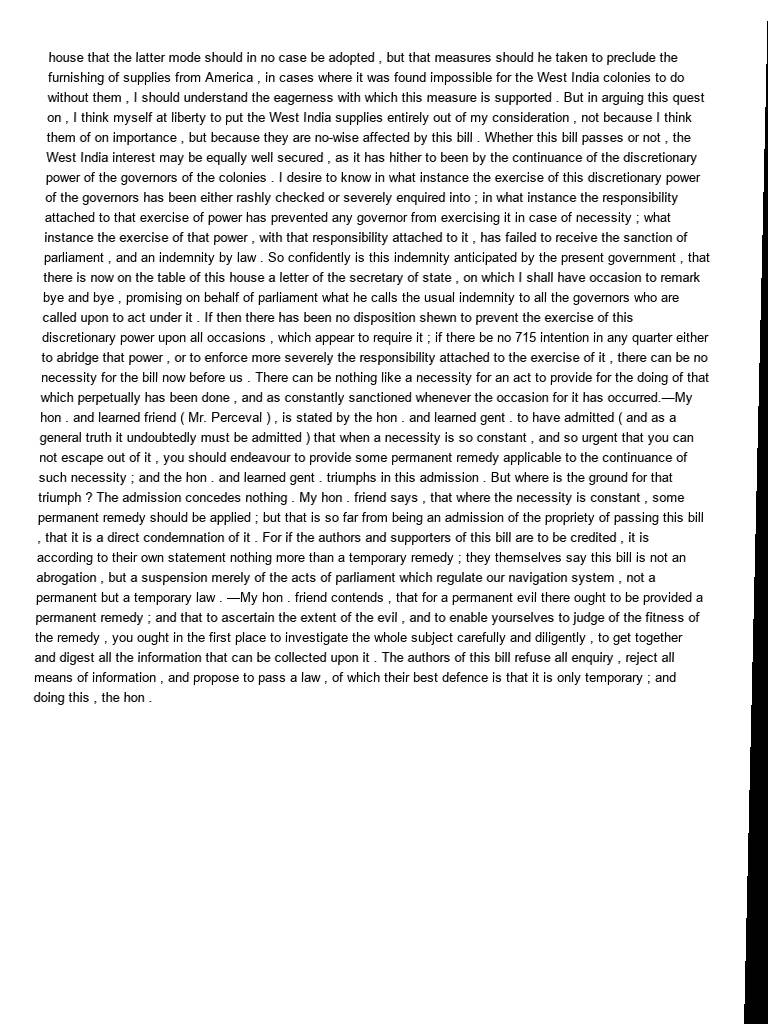 house that the latter mode should in no case be adopted , but that measures should he taken to preclude the
furnishing of supplies from America , in cases where it was found impossible for the West India colonies to do
without them , I should understand the eagerness with which this measure is supported . But in arguing this quest
on , I think myself at liberty to put the West India supplies entirely out of my consideration , not because I think
them of on importance , but because they are no-wise affected by this bill . Whether this bill passes or not , the
West India interest may be equally well secured , as it has hither to been by the continuance of the discretionary
power of the governors of the colonies . I desire to know in what instance the exercise of this discretionary power
of the governors has been either rashly checked or severely enquired into ; in what instance the responsibility
attached to that exercise of power has prevented any governor from exercising it in case of necessity ; what
instance the exercise of that power , with that responsibility attached to it , has failed to receive the sanction of
parliament , and an indemnity by law . So confidently is this indemnity anticipated by the present government , that
there is now on the table of this house a letter of the secretary of state , on which I shall have occasion to remark
bye and bye , promising on behalf of parliament what he calls the usual indemnity to all the governors who are
called upon to act under it . If then there has been no disposition shewn to prevent the exercise of this
discretionary power upon all occasions , which appear to require it ; if there be no 715 intention in any quarter either
to abridge that power , or to enforce more severely the responsibility attached to the exercise of it , there can be no
necessity for the bill now before us . There can be nothing like a necessity for an act to provide for the doing of that
which perpetually has been done , and as constantly sanctioned whenever the occasion for it has occurred.—My
hon . and learned friend ( Mr. Perceval ) , is stated by the hon . and learned gent . to have admitted ( and as a
general truth it undoubtedly must be admitted ) that when a necessity is so constant , and so urgent that you can
not escape out of it , you should endeavour to provide some permanent remedy applicable to the continuance of
such necessity ; and the hon . and learned gent . triumphs in this admission . But where is the ground for that
triumph ? The admission concedes nothing . My hon . friend says , that where the necessity is constant , some
permanent remedy should be applied ; but that is so far from being an admission of the propriety of passing this bill
, that it is a direct condemnation of it . For if the authors and supporters of this bill are to be credited , it is
according to their own statement nothing more than a temporary remedy ; they themselves say this bill is not an
abrogation , but a suspension merely of the acts of parliament which regulate our navigation system , not a
permanent but a temporary law . —My hon . friend contends , that for a permanent evil there ought to be provided a
permanent remedy ; and that to ascertain the extent of the evil , and to enable yourselves to judge of the fitness of
the remedy , you ought in the first place to investigate the whole subject carefully and diligently , to get together
and digest all the information that can be collected upon it . The authors of this bill refuse all enquiry , reject all
means of information , and propose to pass a law , of which their best defence is that it is only temporary ; and
doing this , the hon .